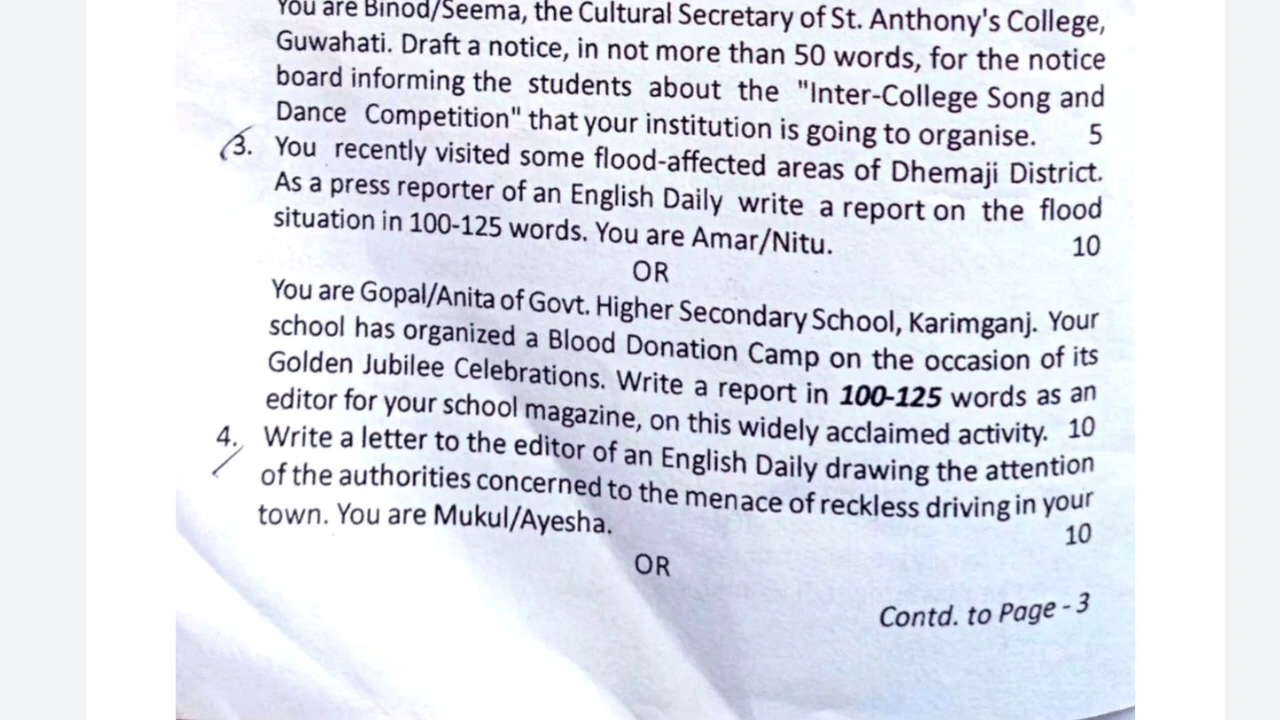 You are Binod/Seema, the Cultural Secretary of St. Anthony's College,
Guwahati. Draft a notice, in not more than 50 words, for the notice
board informing the students about the "Inter-College Song and
Dance Competition" that your institution is going to organise. 5
3. You recently visited some flood-affected areas of Dhemaji District.
As a press reporter of an English Daily write a report on the flood
situation in 100-125 words. You are Amar/Nitu. 10
OR
You are Gopal/Anita of Govt. Higher Secondary School, Karimganj. Your
school has organized a Blood Donation Camp on the occasion of its
Golden Jubilee Celebrations. Write a report in 100-125 words as an
editor for your school magazine, on this widely acclaimed activity. 10
4. Write a letter to the editor of an English Daily drawing the attention
of the authorities concerned to the menace of reckless driving in your
town. You are Mukul/Ayesha. 10
OR
Contd. to Page - 3